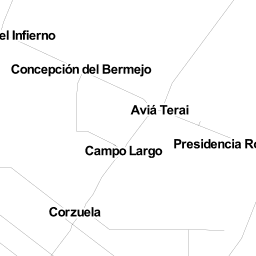 el Infierno
Concepción del Bermejo
Aviá Terai
Presidencia Ro
Campo Largo
Corzuela